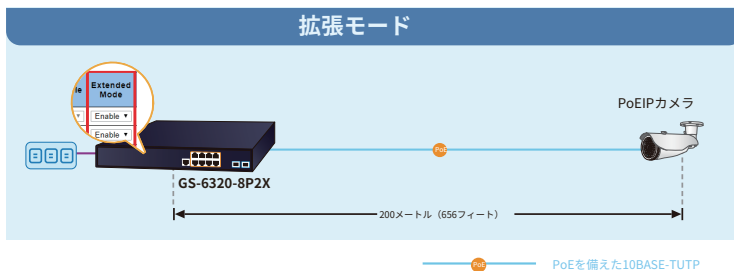 拡張モード
le
Extended
Mode
Enable
Enable
PoEIPカメラ
PoE
GS-6320-8P2X
200メートル（656フィート）
PoE
PoEを備えた10BASE-TUTP